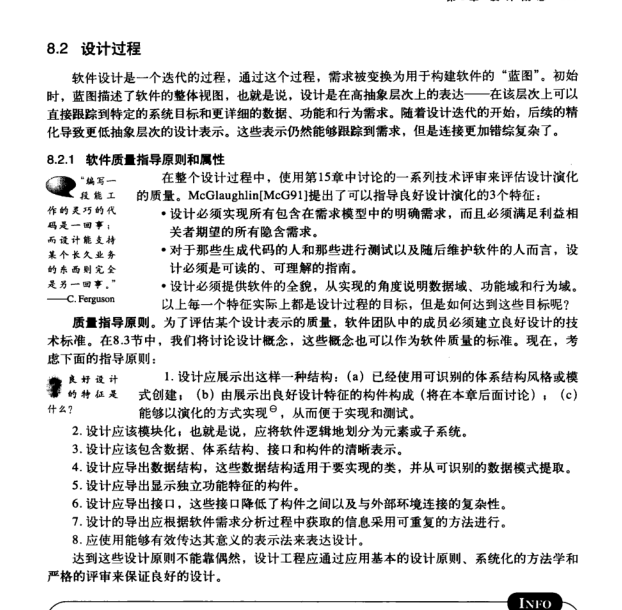 8.2 设计过程
软件设计是一个迭代的过程，通过这个过程，需求被变换为用于构建软件的“蓝图”。初始
时，蓝图描述了软件的整体视图，也就是说，设计是在高抽象层次上的表达——在该层次上可以
直接跟踪到特定的系统目标和更详细的数据、功能和行为需求。随着设计迭代的开始，后续的精
化导致更低抽象层次的设计表示。这些表示仍然能够跟踪到需求，但是连接更加错综复杂了。
8.2.1 软件质量指导原则和属性
“编写一
段能工
作的灵巧的代
码是一回事；
而设计能支持
某个长久业务
的东西则完全
是另一回事。”
——C. Ferguson
在整个设计过程中，使用第15章中讨论的一系列技术评审来评估设计演化
的质量。McGlaughlin[McG91]提出了可以指导良好设计演化的3个特征：
•设计必须实现所有包含在需求模型中的明确需求，而且必须满足利益相
关者期望的所有隐含需求。
•对于那些生成代码的人和那些进行测试以及随后维护软件的人而言，设
计必须是可读的、可理解的指南。
•设计必须提供软件的全貌，从实现的角度说明数据域、功能域和行为域。
以上每一个特征实际上都是设计过程的目标，但是如何达到这些目标呢？
质量指导原则。为了评估某个设计表示的质量，软件团队中的成员必须建立良好设计的技
术标准。在8.3节中，我们将讨论设计概念，这些概念也可以作为软件质量的标准。现在，考
虑下面的指导原则：
良好设计
的特征是
什么？
1. 设计应展示出这样一种结构：（a）已经使用可识别的体系结构风格或模
式创建；（b）由展示出良好设计特征的构件构成（将在本章后面讨论）；（c）
能够以演化的方式实现⊖，从而便于实现和测试。
2. 设计应该模块化；也就是说，应将软件逻辑地划分为元素或子系统。
3. 设计应该包含数据、体系结构、接口和构件的清晰表示。
4. 设计应导出数据结构，这些数据结构适用于要实现的类，并从可识别的数据模式提取。
5. 设计应导出显示独立功能特征的构件。
6. 设计应导出接口，这些接口降低了构件之间以及与外部环境连接的复杂性。
7. 设计的导出应根据软件需求分析过程中获取的信息采用可重复的方法进行。
8. 应使用能够有效传达其意义的表示法来表达设计。
达到这些设计原则不能靠偶然，设计工程应通过应用基本的设计原则、系统化的方法学和
严格的评审来保证良好的设计。
INFO